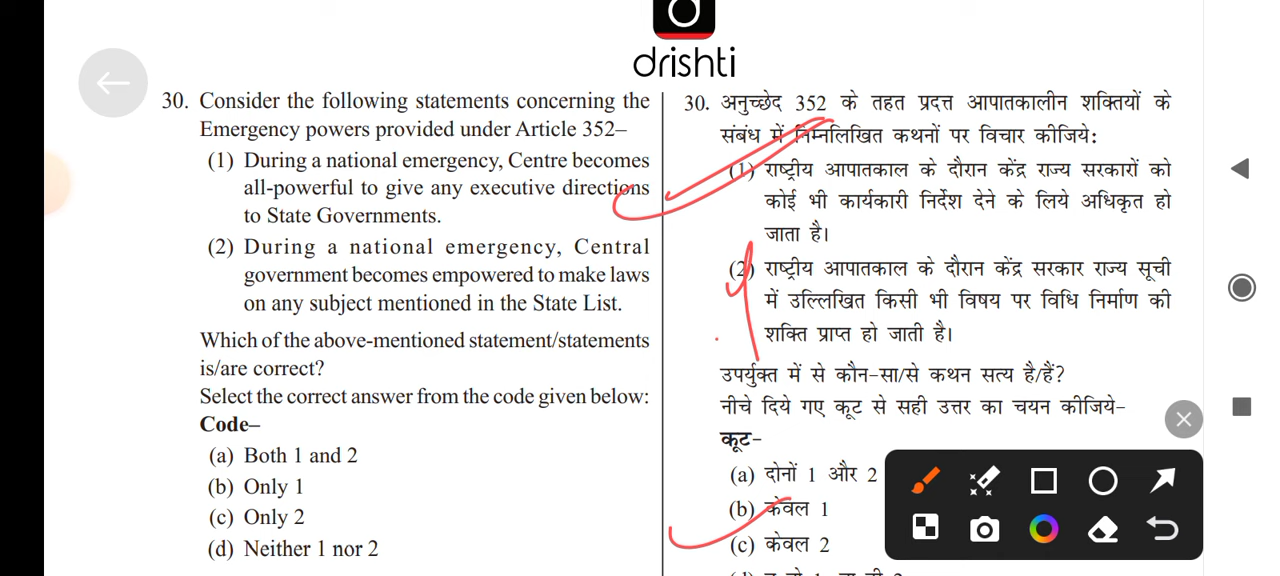 drishti
30. Consider the following statements concerning the
Emergency powers provided under Article 352–
(1) During a national emergency, Centre becomes
all-powerful to give any executive directions
to State Governments.
(2) During a national emergency, Central
government becomes empowered to make laws
on any subject mentioned in the State List.
Which of the above-mentioned statement/statements
is/are correct?
Select the correct answer from the code given below:
Code–
(a) Both 1 and 2
(b) Only 1
(c) Only 2
(d) Neither 1 nor 2
30. अनुच्छेद 352 के तहत प्रदत्त आपातकालीन शक्तियों के
संबंध में निम्नलिखित कथनों पर विचार कीजिये:
(1) राष्ट्रीय आपातकाल के दौरान केंद्र राज्य सरकारों को
कोई भी कार्यकारी निर्देश देने के लिये अधिकृत हो
जाता है।
(2) राष्ट्रीय आपातकाल के दौरान केंद्र सरकार राज्य सूची
में उल्लिखित किसी भी विषय पर विधि निर्माण की
शक्ति प्राप्त हो जाती है।
उपर्युक्त में से कौन-सा/से कथन सत्य है/हैं?
नीचे दिये गए कूट से सही उत्तर का चयन कीजिये–
कूट–
(a) दोनों 1 और 2
(b) केवल 1
(c) केवल 2